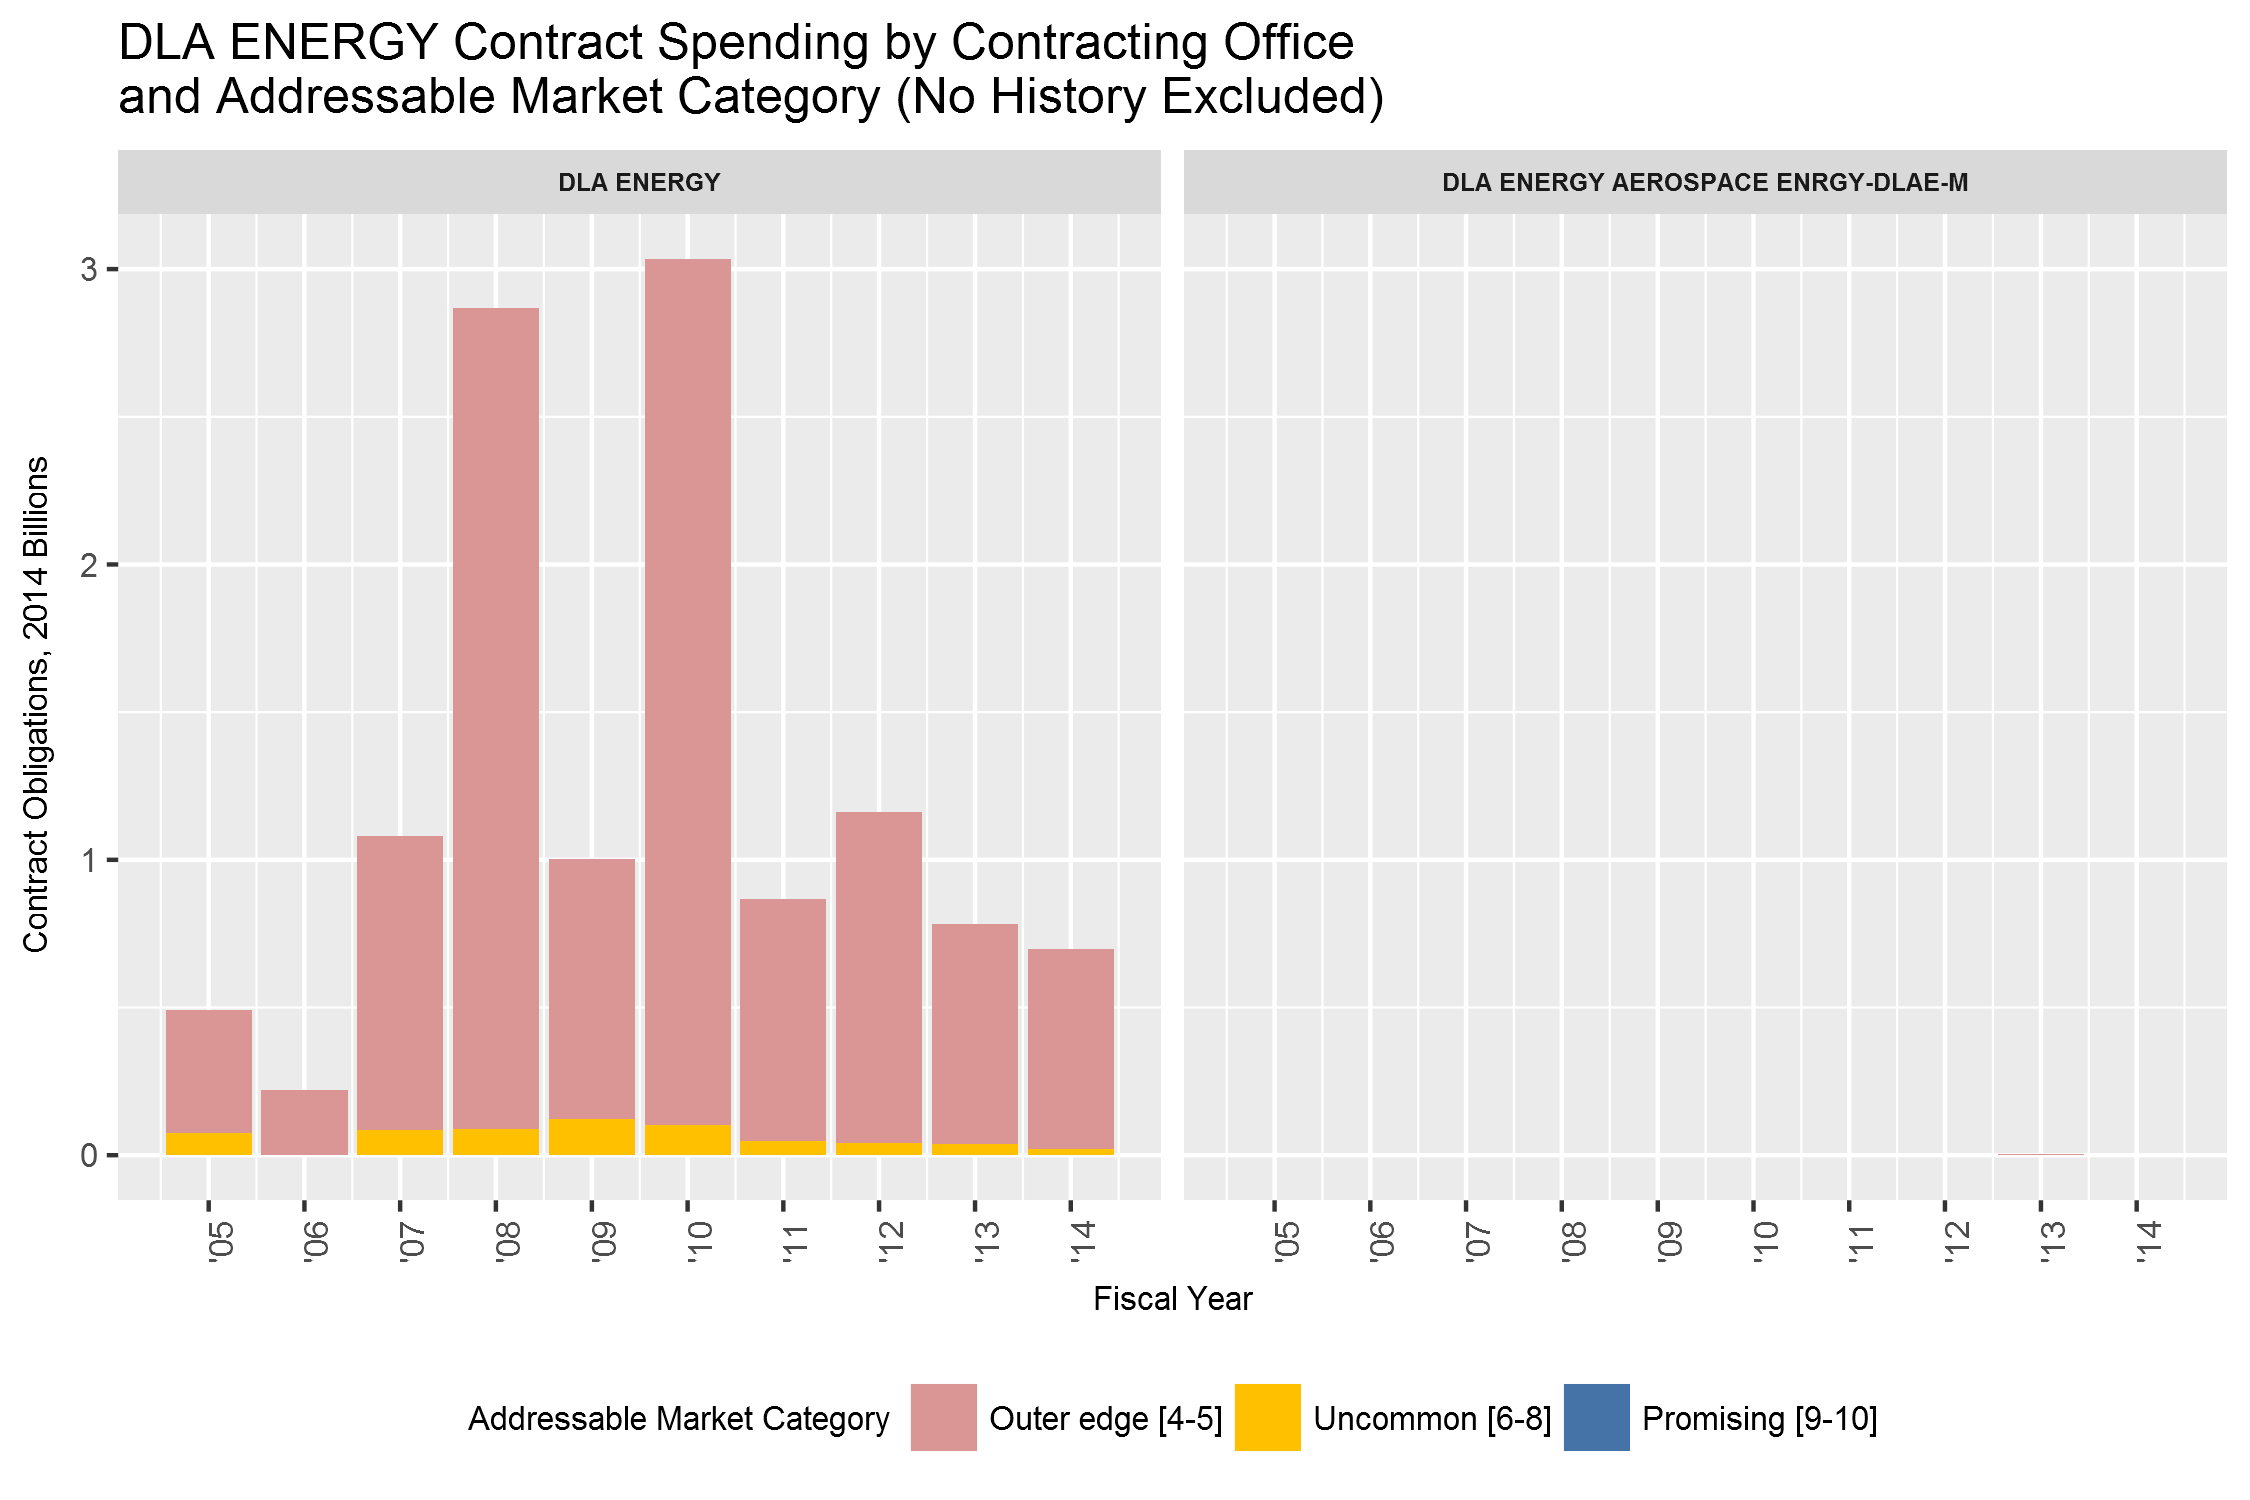 DLA ENERGY Contract Spending by Contracting Office
and Addressable Market Category (No History Excluded)
DLA ENERGY
DLA ENERGY AEROSPACE ENRGY-DLAE-M
Contract Obligations, 2014 Billions
3
2
1
0
'05 '06 '07 '08 '09 '10 '11 '12 '13 '14
'05 '06 '07 '08 '09 '10 '11 '12 '13 '14
Fiscal Year
Addressable Market Category Outer edge [4-5] Uncommon [6-8] Promising [9-10]